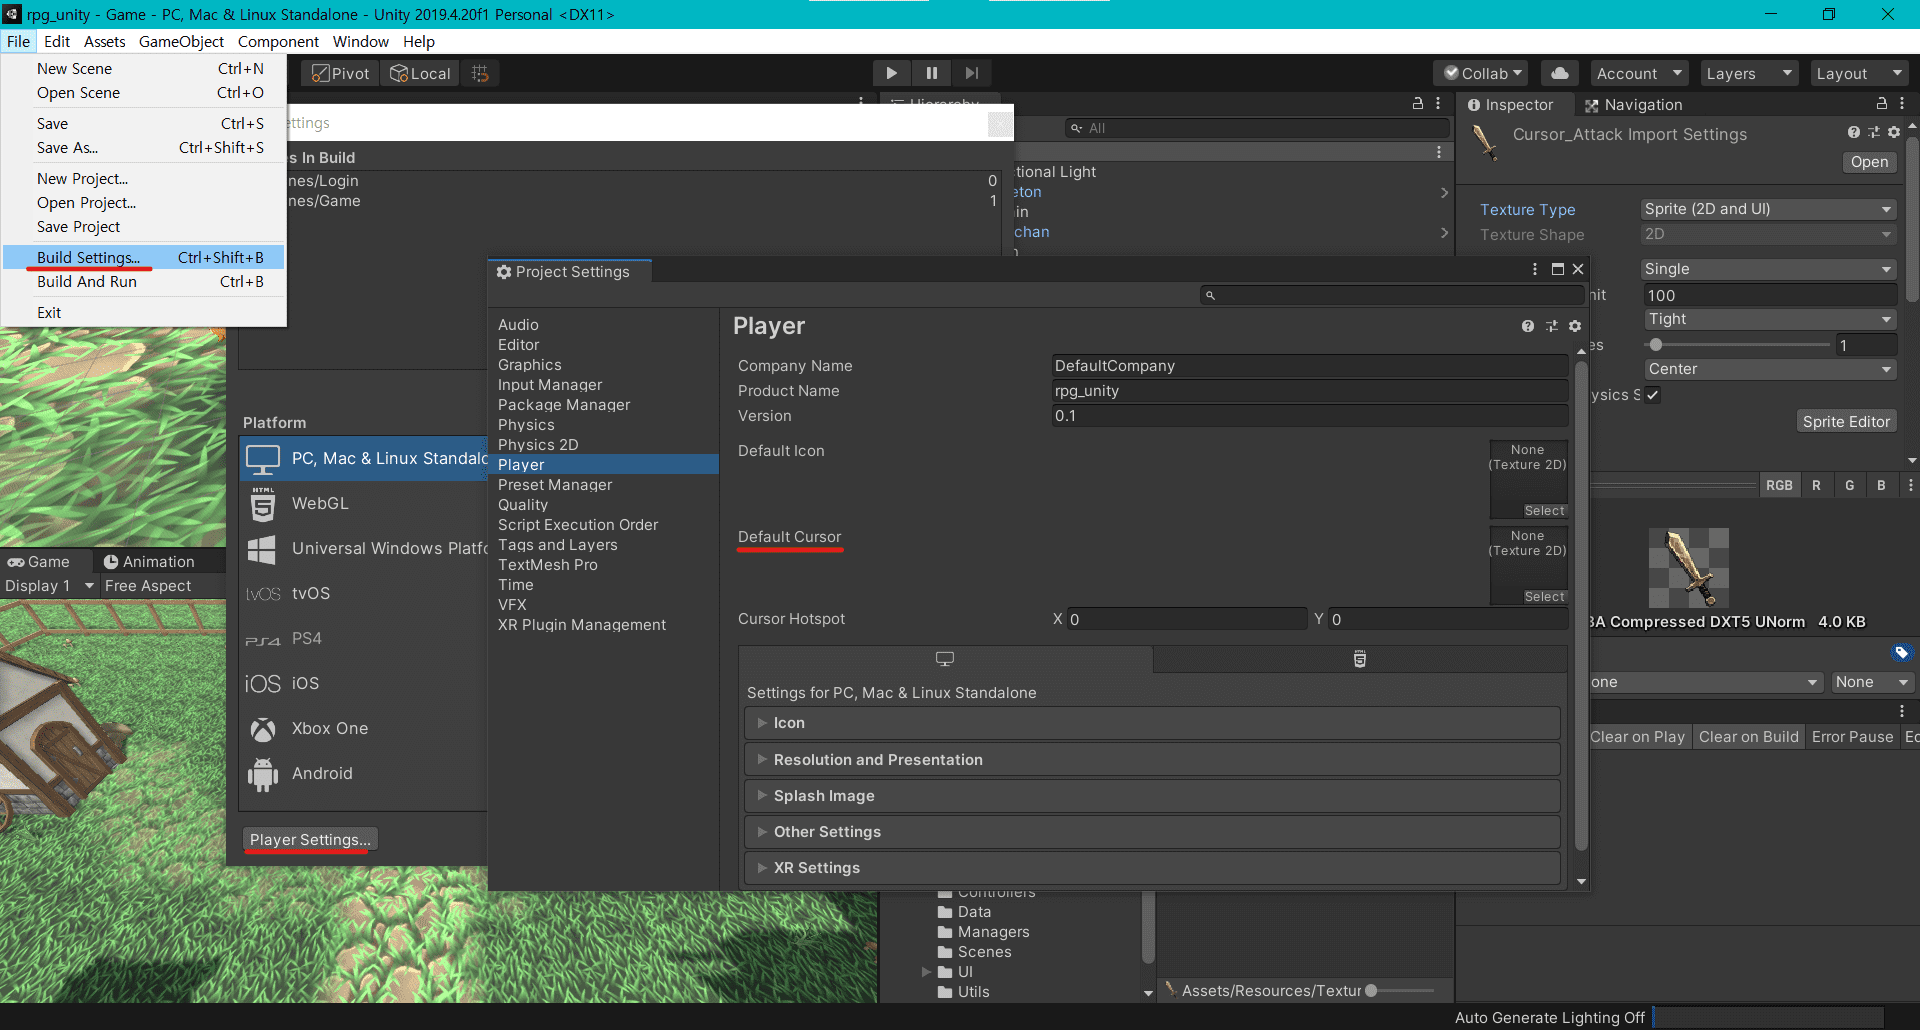 rpg_unity - Game - PC, Mac & Linux Standalone - Unity 2019.4.20f1 Personal <DX11>
File Edit Assets GameObject Component Window Help
New Scene Ctrl+N
Open Scene Ctrl+O
Save Ctrl+S
Save As... Ctrl+Shift+S
New Project...
Open Project...
Save Project
Build Settings... Ctrl+Shift+B
Build And Run Ctrl+B
Exit
Pivot Local
Collab Account Layers Layout
Hierarchy
All
ettings
s In Build
nes/Login 0
nes/Game 1
tional Light
eton
in
chan
Platform
PC, Mac & Linux Standalo
WebGL
Universal Windows Platfo
tvOS tvOS
PS4 PS4
iOS iOS
Xbox One
Android
Player Settings...
Game Animation
Display 1 Free Aspect
Project Settings
Audio
Editor
Graphics
Input Manager
Package Manager
Physics
Physics 2D
Player
Preset Manager
Quality
Script Execution Order
Tags and Layers
TextMesh Pro
Time
VFX
XR Plugin Management
Player
Company Name DefaultCompany
Product Name rpg_unity
Version 0.1
Default Icon
None
(Texture 2D)
Select
Default Cursor
None
(Texture 2D)
Select
Cursor Hotspot X 0 Y 0
HTML
Settings for PC, Mac & Linux Standalone
Icon
Resolution and Presentation
Splash Image
Other Settings
XR Settings
Inspector Navigation
Cursor_Attack Import Settings
Open
Texture Type Sprite (2D and UI)
Texture Shape 2D
Single
nit 100
Tight
es 1
Center
ysics S
Sprite Editor
RGB R G B
BA Compressed DXT5 UNorm 4.0 KB
one None
Clear on Play Clear on Build Error Pause Ec
Controllers
Data
Managers
Scenes
UI
Utils
Assets/Resources/Textur
Auto Generate Lighting Off